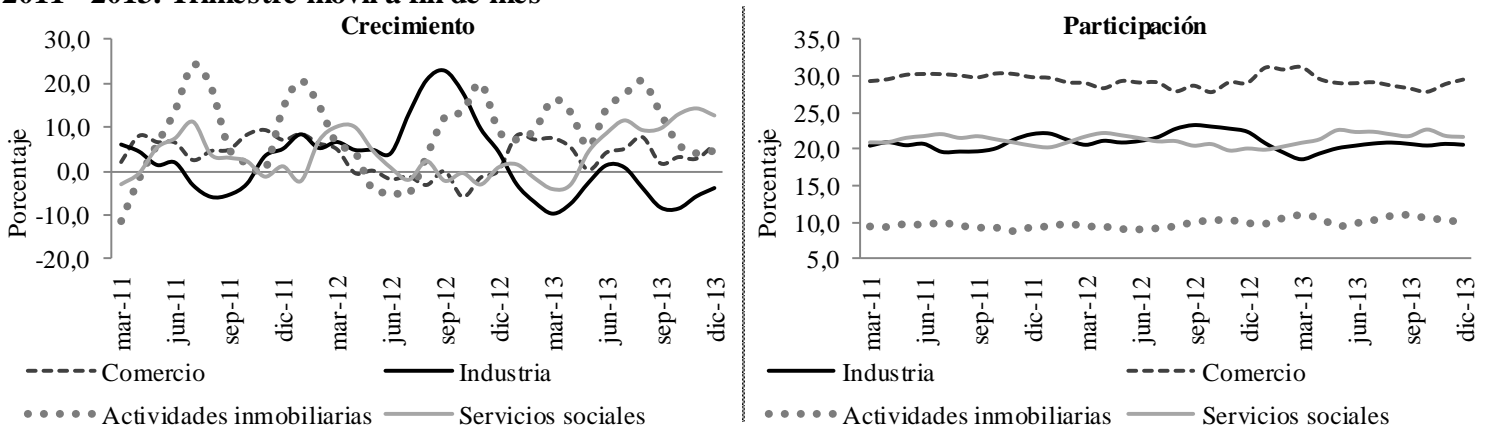 2011 - 2013. Trimestre móvil a fin de mes
Crecimiento
30,0
20,0
10,0
0,0
-10,0
-20,0
Porcentaje
mar-11
jun-11
sep-11
dic-11
mar-12
jun-12
sep-12
dic-12
mar-13
jun-13
sep-13
dic-13
Comercio
Industria
Actividades inmobiliarias
Servicios sociales
Participación
35,0
30,0
25,0
20,0
15,0
10,0
5,0
Porcentaje
mar-11
jun-11
sep-11
dic-11
mar-12
jun-12
sep-12
dic-12
mar-13
jun-13
sep-13
dic-13
Industria
Comercio
Actividades inmobiliarias
Servicios sociales